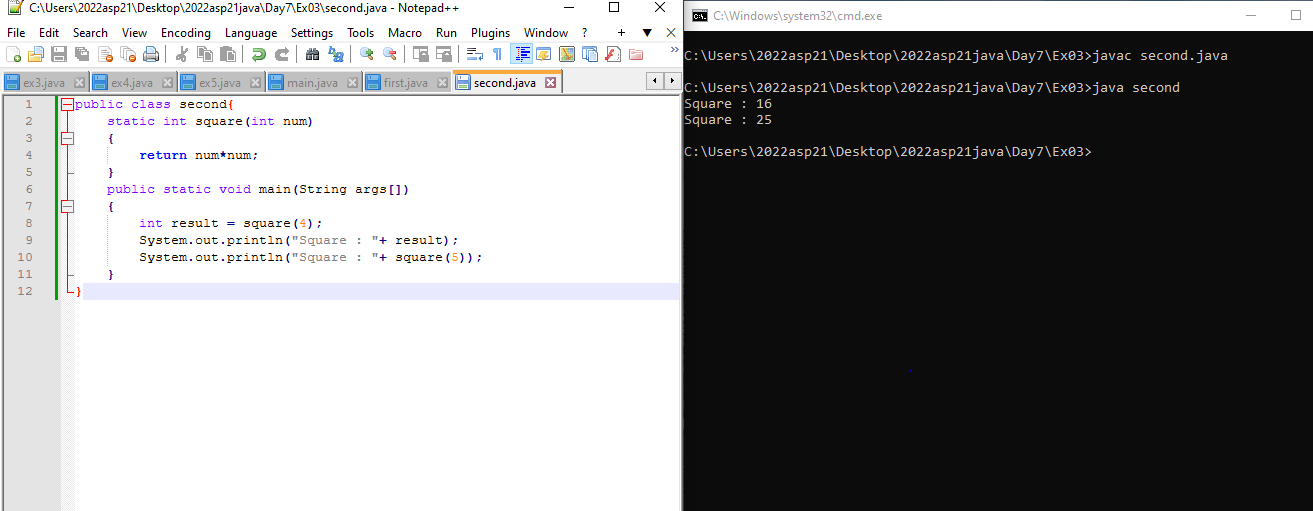 C:\Users\2022asp21\Desktop\2022asp21java\Day7\Ex03\second.java - Notepad++
File Edit Search View Encoding Language Settings Tools Macro Run Plugins Window ? + ▼ X
ex3.java ex4.java ex5.java main.java first.java second.java
1 public class second{
2 static int square(int num)
3 {
4 return num*num;
5 }
6 public static void main(String args[])
7 {
8 int result = square(4);
9 System.out.println("Square : "+ result);
10 System.out.println("Square : "+ square(5));
11 }
12 }
C:\Windows\system32\cmd.exe
C:\Users\2022asp21\Desktop\2022asp21java\Day7\Ex03>javac second.java
C:\Users\2022asp21\Desktop\2022asp21java\Day7\Ex03>java second
Square : 16
Square : 25
C:\Users\2022asp21\Desktop\2022asp21java\Day7\Ex03>